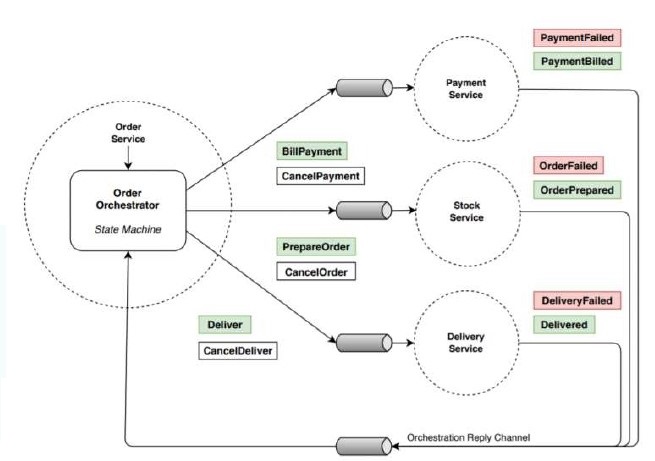 PaymentFailed
PaymentBilled
Payment
Service
Order
Service
BillPayment
CancelPayment
Order
Orchestrator
State Machine
OrderFailed
OrderPrepared
Stock
Service
PrepareOrder
CancelOrder
Deliver
CancelDeliver
DeliveryFailed
Delivered
Delivery
Service
Orchestration Reply Channel